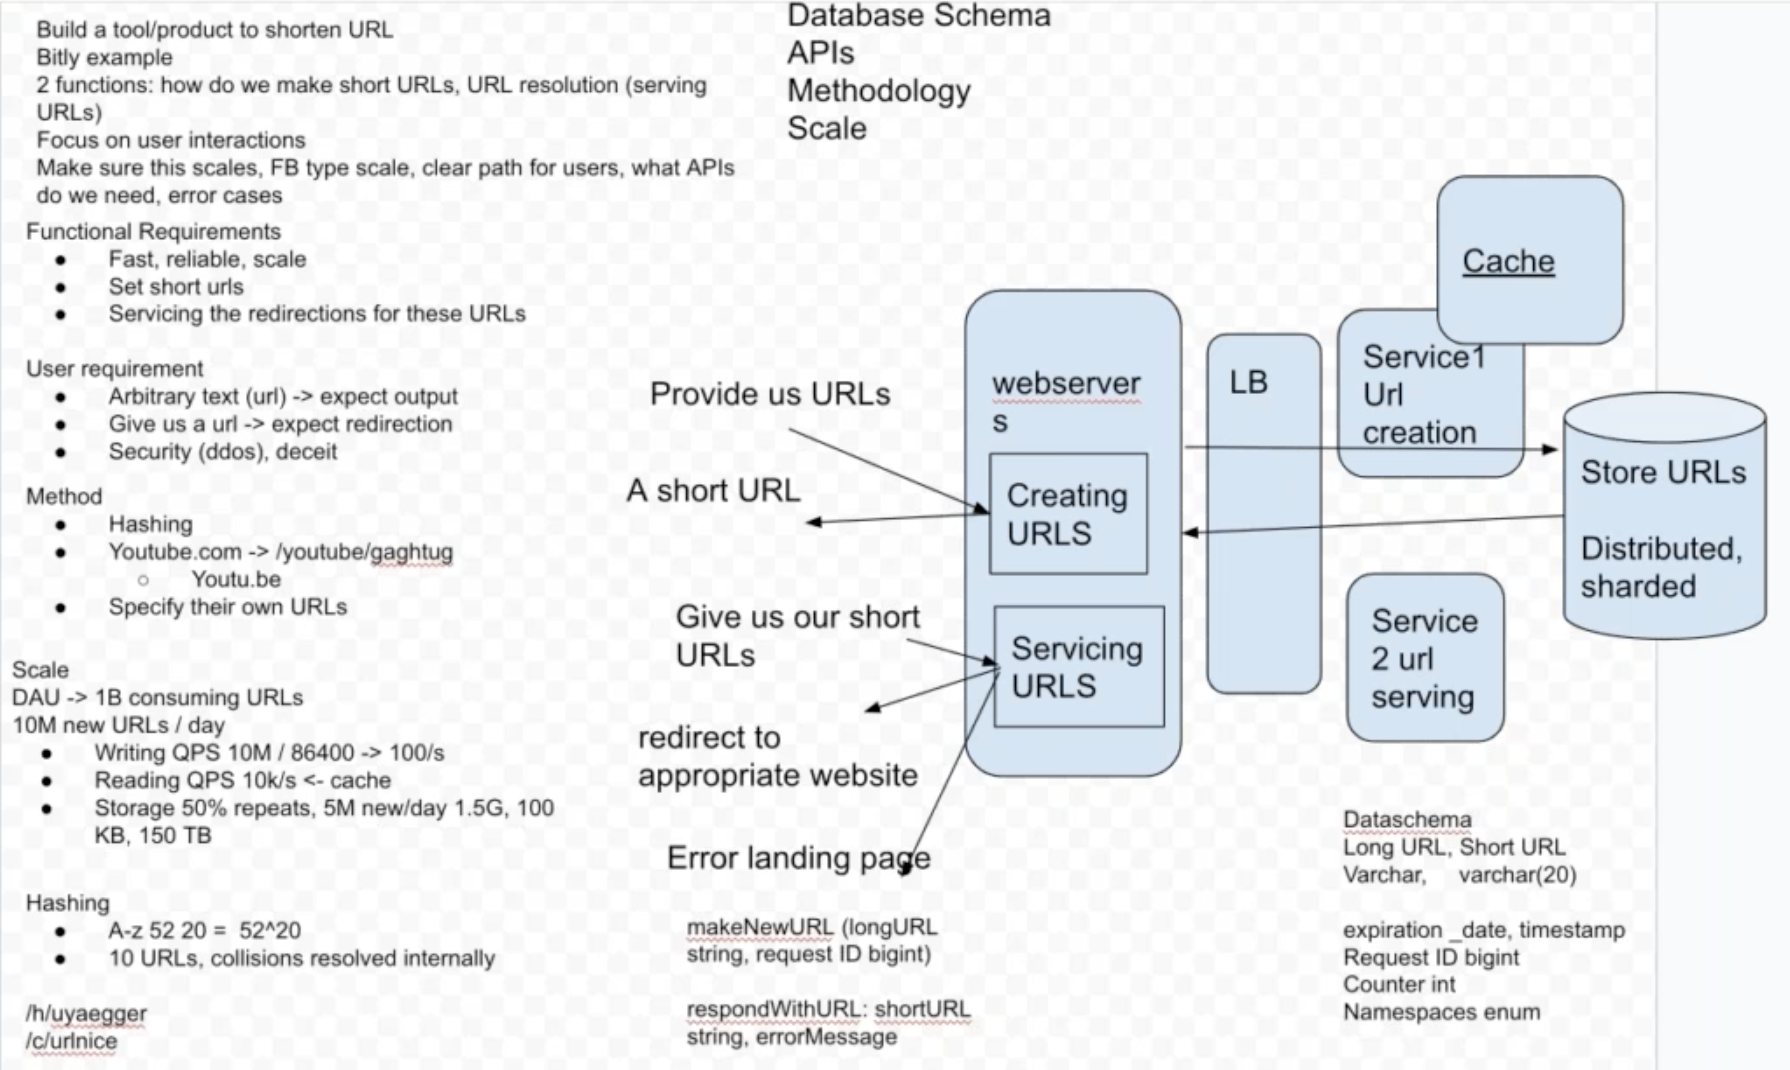 Build a tool/product to shorten URL
Bitly example
2 functions: how do we make short URLs, URL resolution (serving
URLs)
Focus on user interactions
Make sure this scales, FB type scale, clear path for users, what APIs
do we need, error cases
Functional Requirements
● Fast, reliable, scale
● Set short urls
● Servicing the redirections for these URLs
User requirement
● Arbitrary text (url) -> expect output
● Give us a url -> expect redirection
● Security (ddos), deceit
Method
● Hashing
● Youtube.com -> /youtube/gaghtug
○ Youtu.be
● Specify their own URLs
Scale
DAU -> 1B consuming URLs
10M new URLs / day
● Writing QPS 10M / 86400 -> 100/s
● Reading QPS 10k/s <- cache
● Storage 50% repeats, 5M new/day 1.5G, 100
KB, 150 TB
Hashing
● A-z 52 20 =  52^20
● 10 URLs, collisions resolved internally
/h/uyaegger
/c/urlnice
Database Schema
APIs
Methodology
Scale
Provide us URLs
A short URL
Give us our short
URLs
redirect to
appropriate website
Error landing page
makeNewURL (longURL
string, request ID bigint)
respondWithURL: shortURL
string, errorMessage
webserver
s
Creating
URLS
Servicing
URLS
LB
Cache
Service1
Url
creation
Service
2 url
serving
Store URLs
Distributed,
sharded
Dataschema
Long URL, Short URL
Varchar, varchar(20)
expiration _date, timestamp
Request ID bigint
Counter int
Namespaces enum